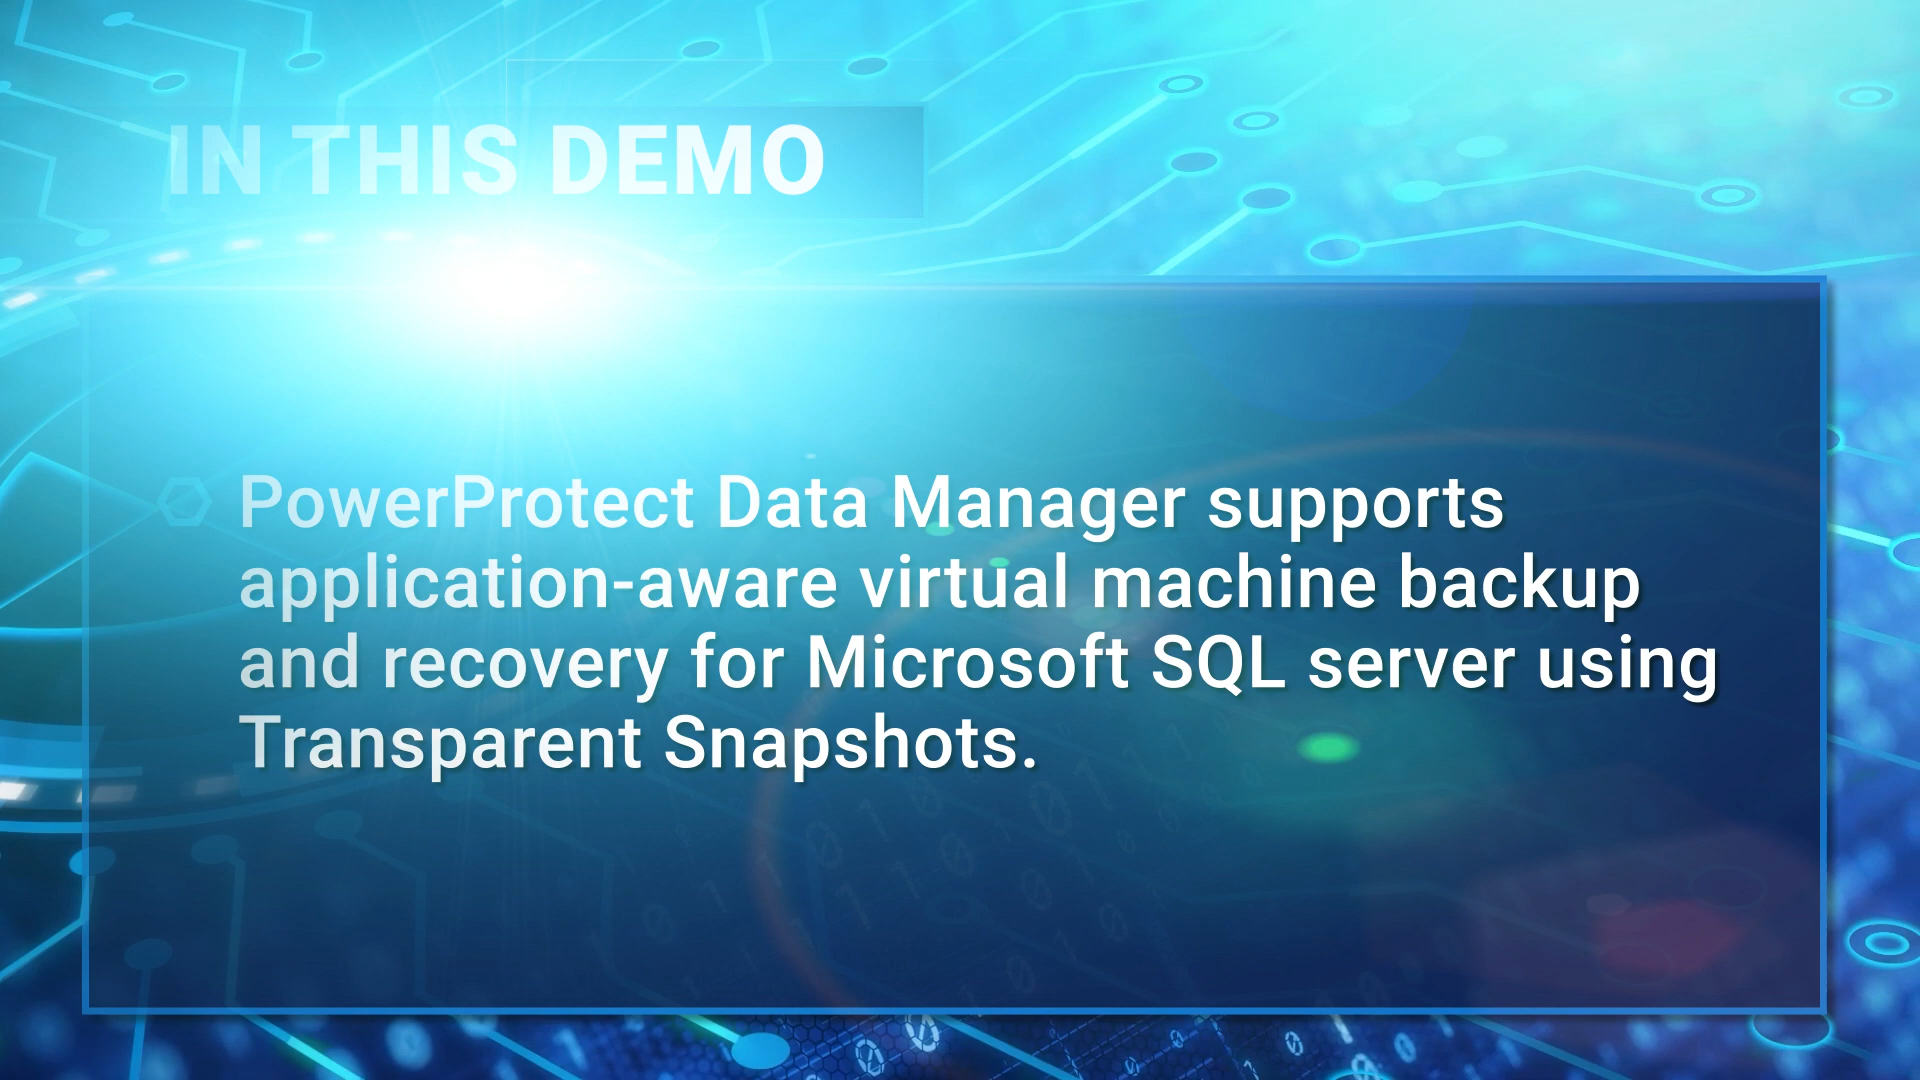 IN THIS DEMO
PowerProtect Data Manager supports
application-aware virtual machine backup
and recovery for Microsoft SQL server using
Transparent Snapshots.